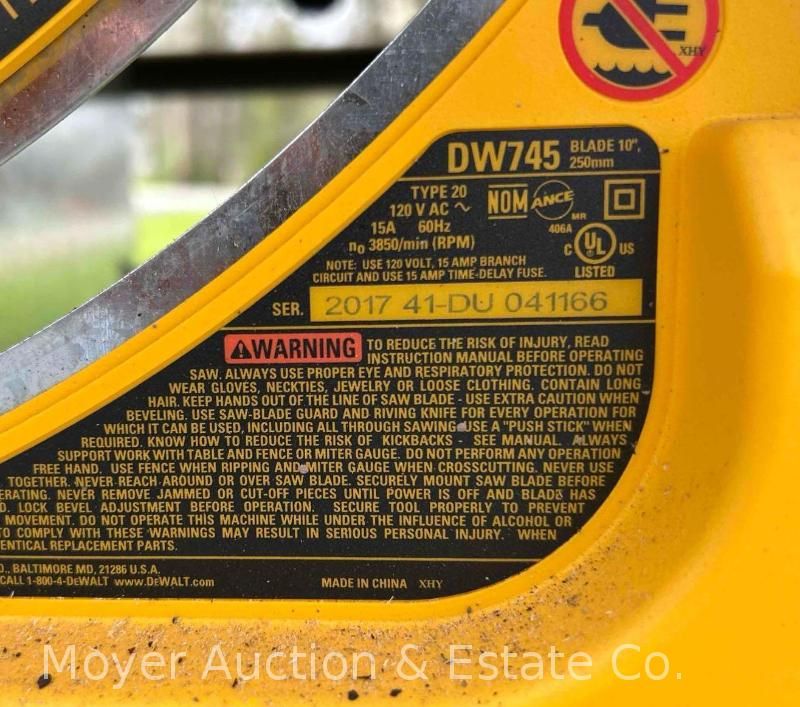 XHY
DW745 BLADE 10", 250mm
TYPE 20
120 V AC ~
NOM ANCE MR
15A 60Hz
406A
n₀ 3850/min (RPM)
C UL US
LISTED
NOTE: USE 120 VOLT, 15 AMP BRANCH
CIRCUIT AND USE 15 AMP TIME-DELAY FUSE.
SER. 2017 41-DU 041166
WARNING TO REDUCE THE RISK OF INJURY, READ
INSTRUCTION MANUAL BEFORE OPERATING
SAW. ALWAYS USE PROPER EYE AND RESPIRATORY PROTECTION. DO NOT
WEAR GLOVES, NECKTIES, JEWELRY OR LOOSE CLOTHING. CONTAIN LONG
HAIR. KEEP HANDS OUT OF THE LINE OF SAW BLADE - USE EXTRA CAUTION WHEN
BEVELING. USE SAW-BLADE GUARD AND RIVING KNIFE FOR EVERY OPERATION FOR
WHICH IT CAN BE USED, INCLUDING ALL THROUGH SAWING. USE A "PUSH STICK" WHEN
REQUIRED. KNOW HOW TO REDUCE THE RISK OF KICKBACKS - SEE MANUAL. ALWAYS
SUPPORT WORK WITH TABLE AND FENCE OR MITER GAUGE. DO NOT PERFORM ANY OPERATION
FREE HAND. USE FENCE WHEN RIPPING AND MITER GAUGE WHEN CROSSCUTTING. NEVER USE
TOGETHER. NEVER REACH AROUND OR OVER SAW BLADE. SECURELY MOUNT SAW BLADE BEFORE
ERATING. NEVER REMOVE JAMMED OR CUT-OFF PIECES UNTIL POWER IS OFF AND BLADE HAS
D. LOCK BEVEL ADJUSTMENT BEFORE OPERATION. SECURE TOOL PROPERLY TO PREVENT
MOVEMENT. DO NOT OPERATE THIS MACHINE WHILE UNDER THE INFLUENCE OF ALCOHOL OR
TO COMPLY WITH THESE WARNINGS MAY RESULT IN SERIOUS PERSONAL INJURY. WHEN
ENTICAL REPLACEMENT PARTS.
O., BALTIMORE MD, 21286 U.S.A.
CALL 1-800-4-DeWALT www.DeWALT.com
MADE IN CHINA XHY
Moyer Auction & Estate Co.